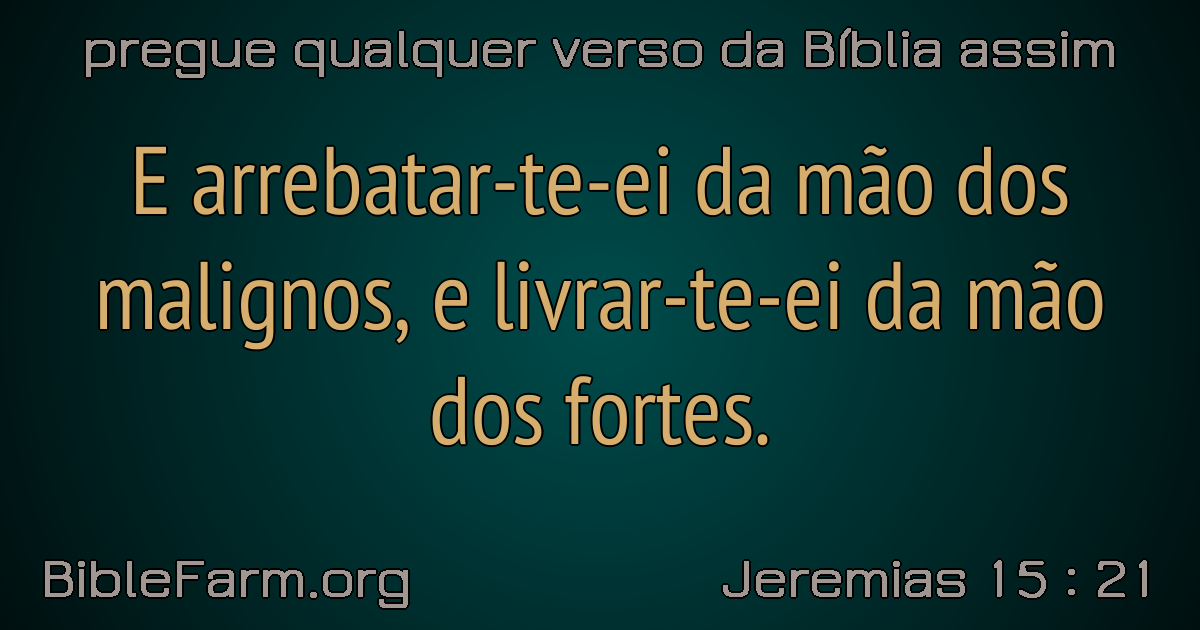 pregue qualquer verso da Bíblia assim
E arrebatar-te-ei da mão dos
malignos, e livrar-te-ei da mão
dos fortes.
BibleFarm.org
Jeremias 15 : 21